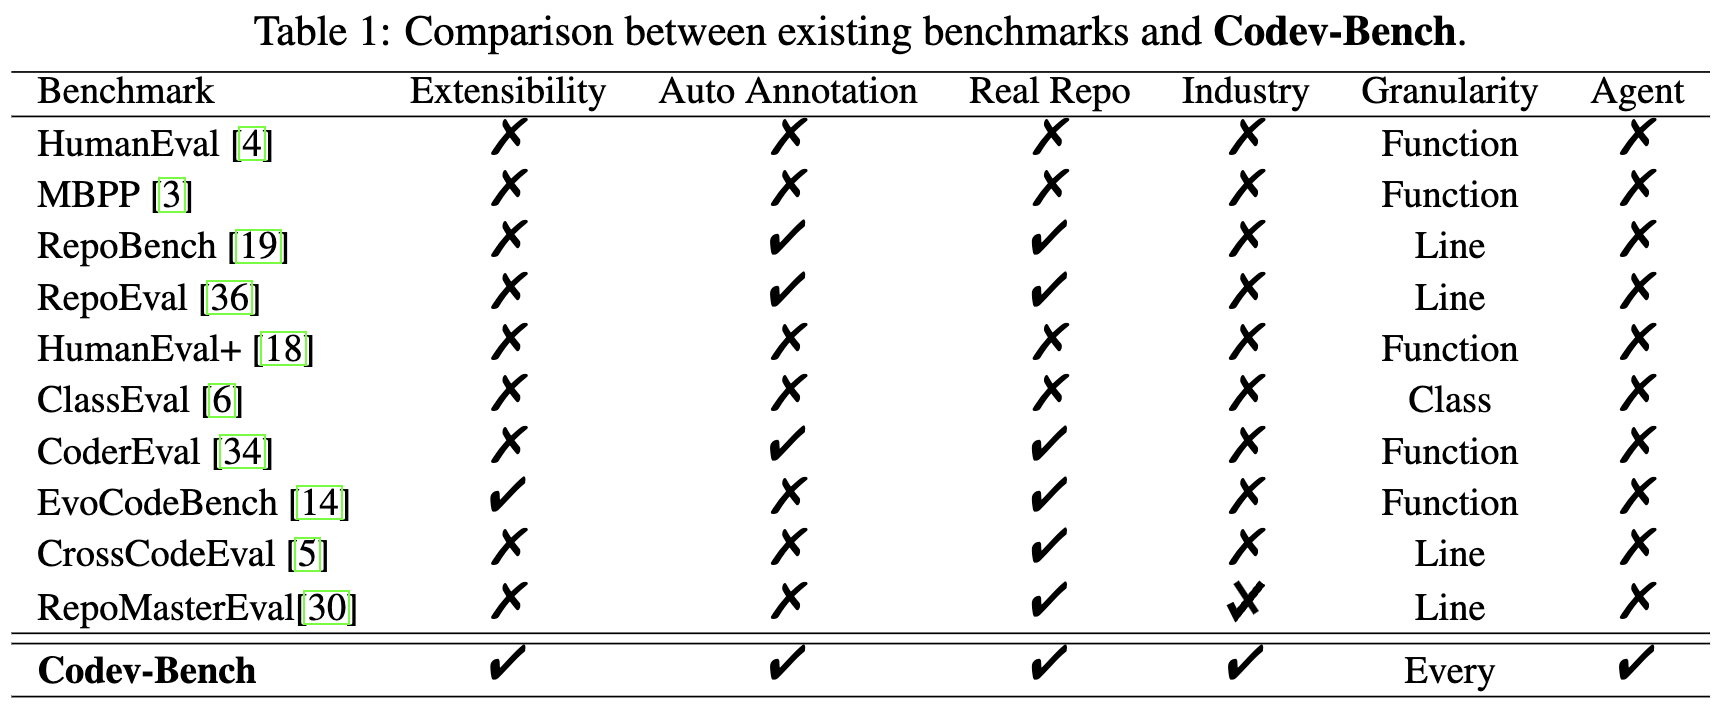 Table 1: Comparison between existing benchmarks and Codev-Bench.
Benchmark Extensibility Auto Annotation Real Repo Industry Granularity Agent
HumanEval [4] ✗ ✗ ✗ ✗ Function ✗
MBPP [3] ✗ ✗ ✗ ✗ Function ✗
RepoBench [19] ✗ ✓ ✓ ✗ Line ✗
RepoEval [36] ✗ ✓ ✓ ✗ Line ✗
HumanEval+ [18] ✗ ✗ ✗ ✗ Function ✗
ClassEval [6] ✗ ✗ ✗ ✗ Class ✗
CoderEval [34] ✗ ✓ ✓ ✗ Function ✗
EvoCodeBench [14] ✓ ✗ ✓ ✗ Function ✗
CrossCodeEval [5] ✗ ✗ ✓ ✗ Line ✗
RepoMasterEval[30] ✗ ✗ ✓ ✓✗ Line ✗
Codev-Bench ✓ ✓ ✓ ✓ Every ✓